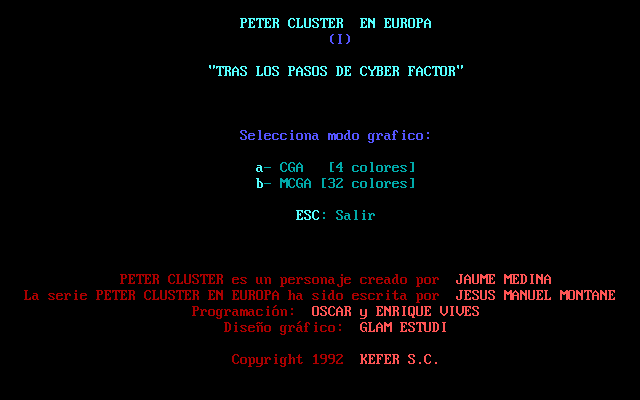 PETER CLUSTER  EN EUROPA
(I)
"TRAS LOS PASOS DE CYBER FACTOR"
Selecciona modo grafico:
a- CGA   [4 colores]
b- MCGA [32 colores]
ESC: Salir
PETER CLUSTER es un personaje creado por  JAUME MEDINA
La serie PETER CLUSTER EN EUROPA ha sido escrita por  JESUS MANUEL MONTANE
Programación:  OSCAR y ENRIQUE VIVES
Diseño gráfico:  GLAM ESTUDI
Copyright 1992  KEFER S.C.